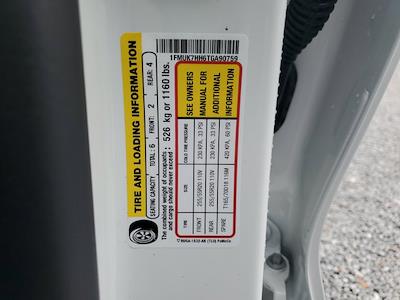 1FMUK7HH6TGA90759
TIRE AND LOADING INFORMATION
SEATING CAPACITY TOTAL: 6 FRONT: 2 REAR: 4
The combined weight of occupants and cargo should never exceed: 526 kg or 1160 lbs.
TIRE SIZE COLD TIRE PRESSURE
FRONT 255/55R20 110V 230 KPA, 33 PSI
REAR 255/55R20 110V 230 KPA, 33 PSI
SPARE T165/70D18 116M 420 KPA, 60 PSI
SEE OWNERS
MANUAL FOR
ADDITIONAL
INFORMATION